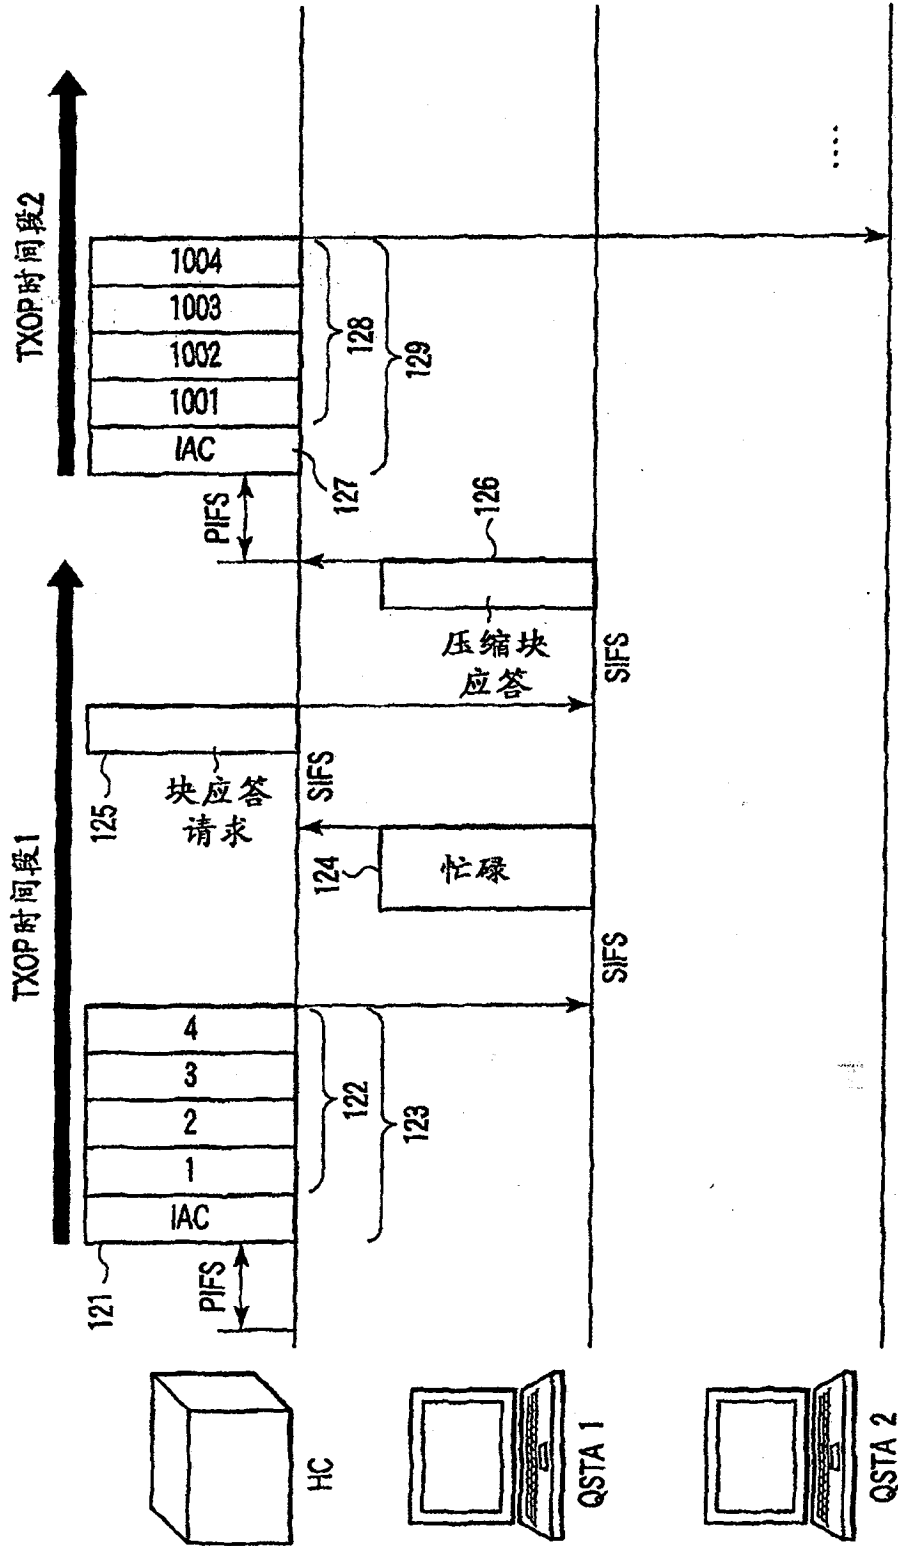 TXOP时间段1
TXOP时间段2
HC
PIFS
121
IAC
1
2
3
4
122
123
SIFS
124
忙碌
SIFS
125
块应答
请求
SIFS
压缩块
应答
126
PIFS
127
IAC
1001
1002
1003
1004
128
129
....
QSTA 1
QSTA 2